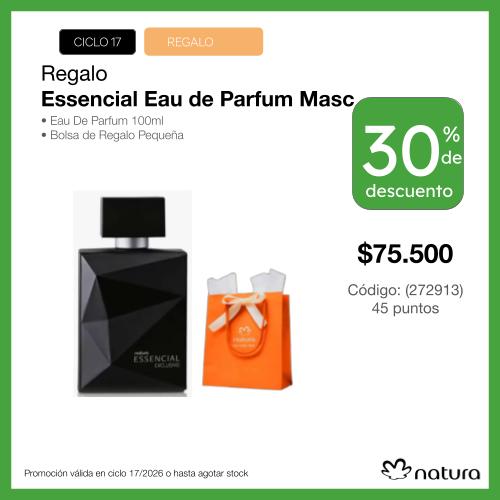 CICLO 17 REGALO
Regalo
Essencial Eau de Parfum Masc
• Eau De Parfum 100ml
• Bolsa de Regalo Pequeña
30% de
descuento
$75.500
Código: (272913)
45 puntos
natura
ESSENCIAL
EXCLUSIVO
natura
Promoción válida en ciclo 17/2026 o hasta agotar stock
natura